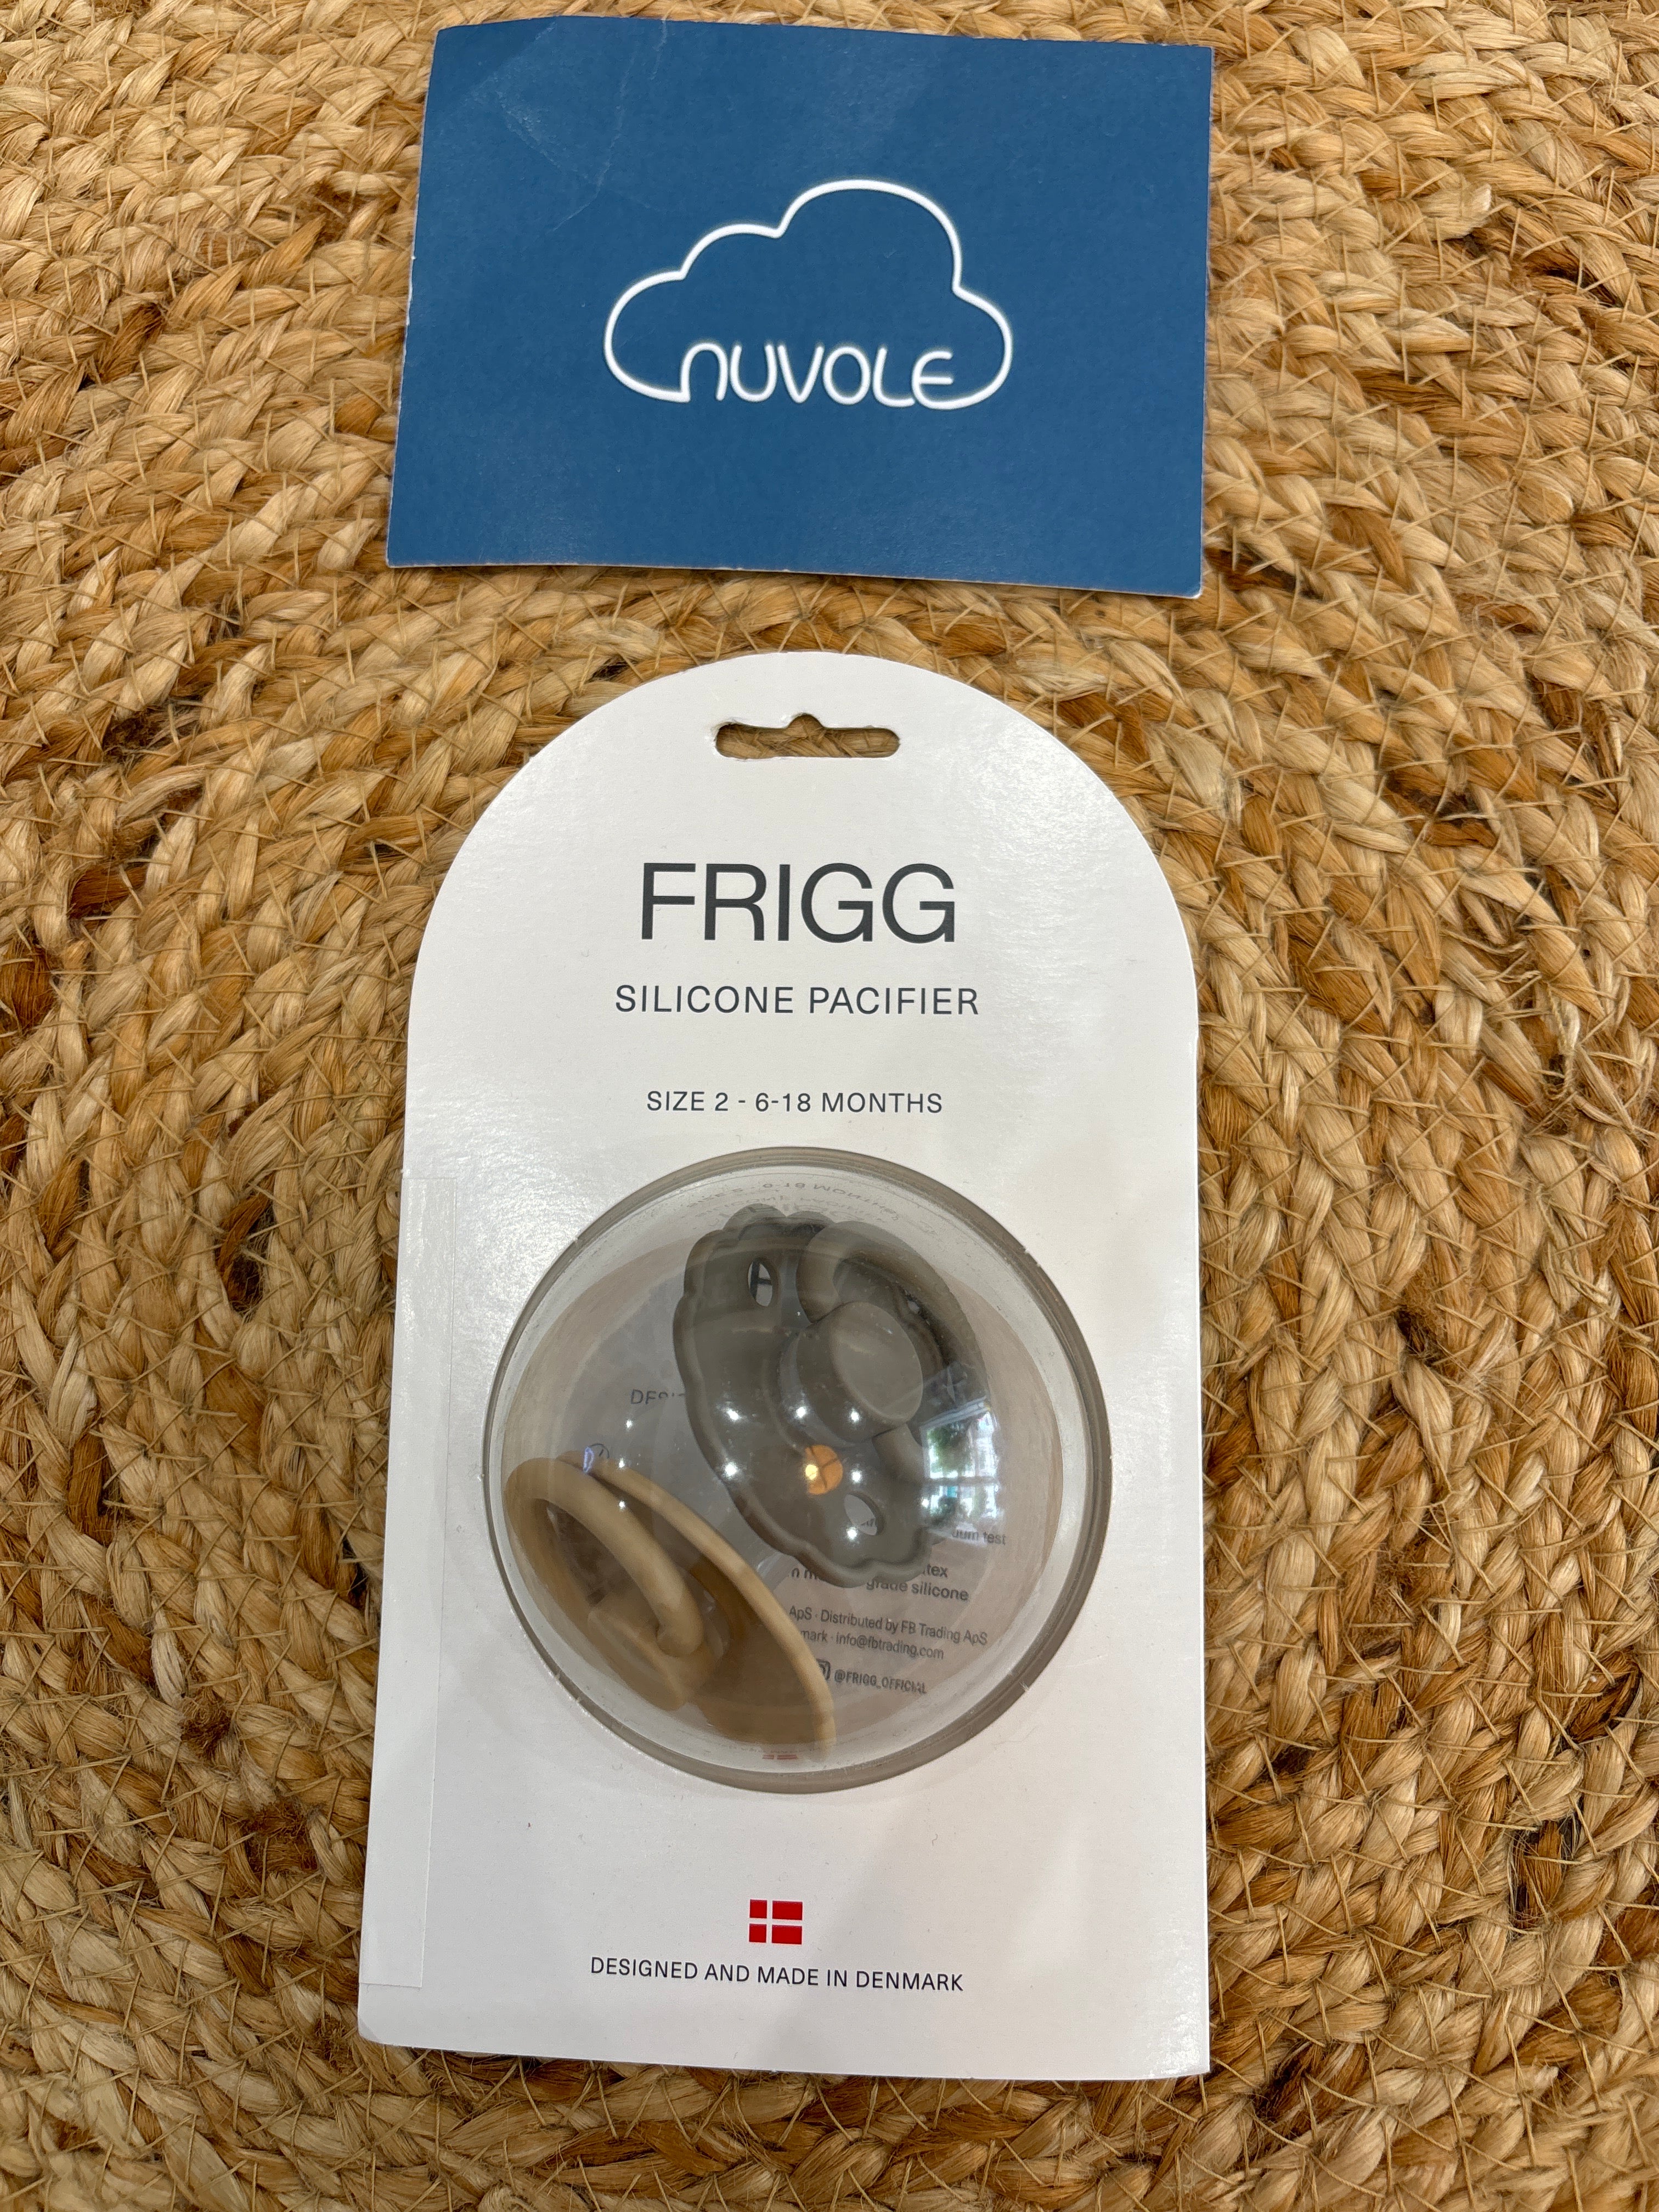 NUVOLE
FRIGG
SILICONE PACIFIER
SIZE 2 - 6-18 MONTHS
test
silicone
ApS · Distributed by FB Trading ApS
· info@fbtrading.com
@FRIGG_OFFICIAL
DESIGNED AND MADE IN DENMARK